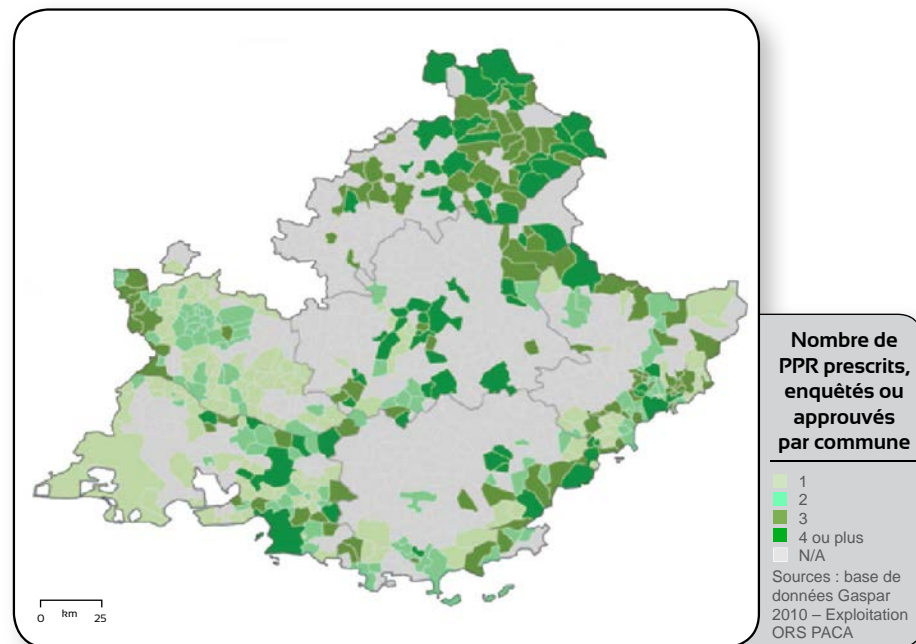 Nombre de
PPR prescrits,
enquêtés ou
approuvés
par commune
1
2
3
4 ou plus
N/A
Sources : base de
données Gaspar
2010 – Exploitation
ORS PACA
km
0 25